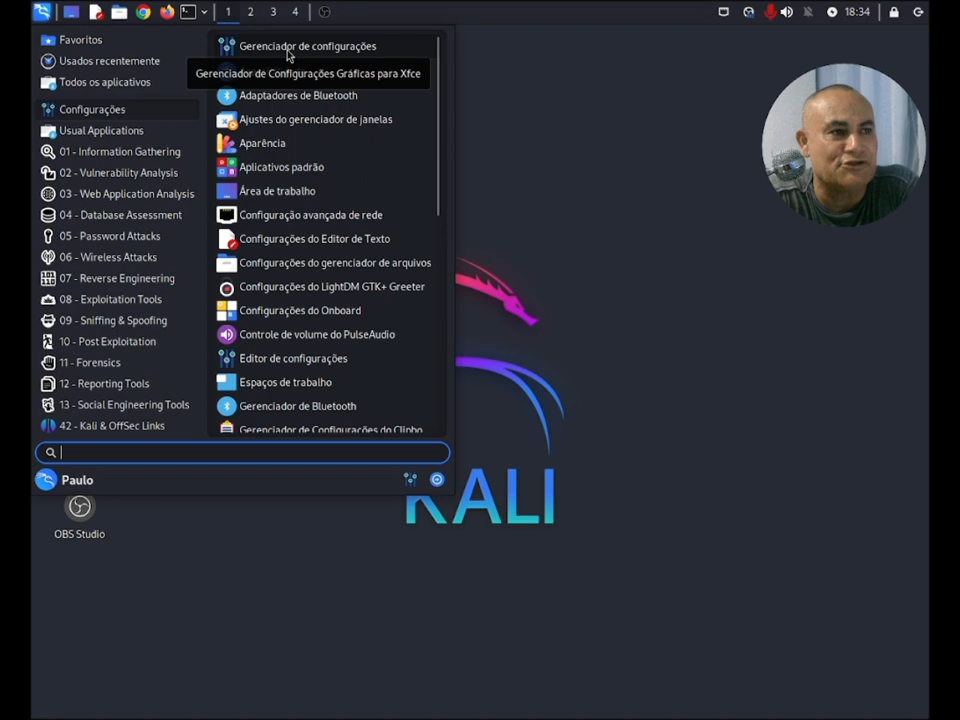 1 2 3 4
18:34
Favoritos
Usados recentemente
Todos os aplicativos
Configurações
Usual Applications
01 - Information Gathering
02 - Vulnerability Analysis
03 - Web Application Analysis
04 - Database Assessment
05 - Password Attacks
06 - Wireless Attacks
07 - Reverse Engineering
08 - Exploitation Tools
09 - Sniffing & Spoofing
10 - Post Exploitation
11 - Forensics
12 - Reporting Tools
13 - Social Engineering Tools
42 - Kali & OffSec Links
Gerenciador de configurações
Gerenciador de Configurações Gráficas para Xfce
Adaptadores de Bluetooth
Ajustes do gerenciador de janelas
Aparência
Aplicativos padrão
Área de trabalho
Configuração avançada de rede
Configurações do Editor de Texto
Configurações do gerenciador de arquivos
Configurações do LightDM GTK+ Greeter
Configurações do Onboard
Controle de volume do PulseAudio
Editor de configurações
Espaços de trabalho
Gerenciador de Bluetooth
Gerenciador de Configurações do Clipbo
Paulo
OBS Studio
KALI